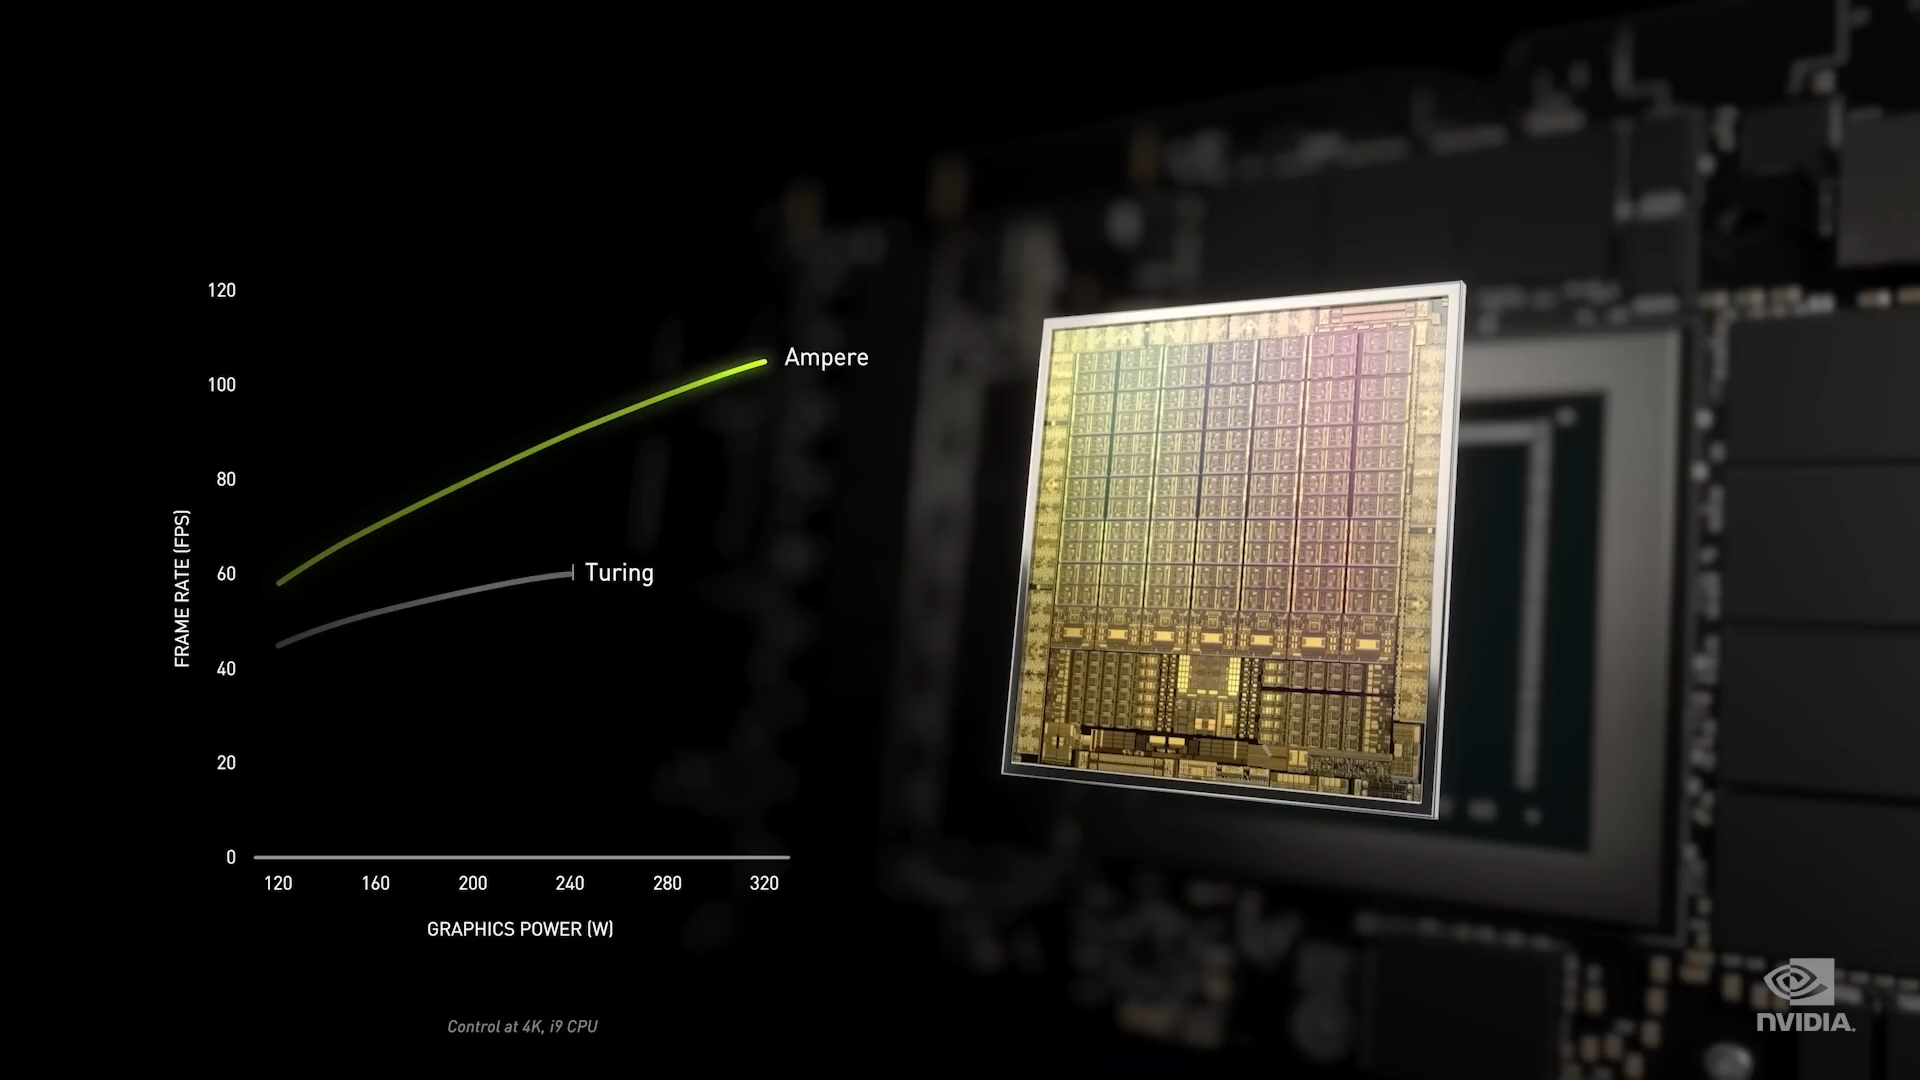 120
100
80
60
40
20
0
FRAME RATE (FPS)
Ampere
Turing
120 160 200 240 280 320
GRAPHICS POWER (W)
Control at 4K, i9 CPU
NVIDIA.